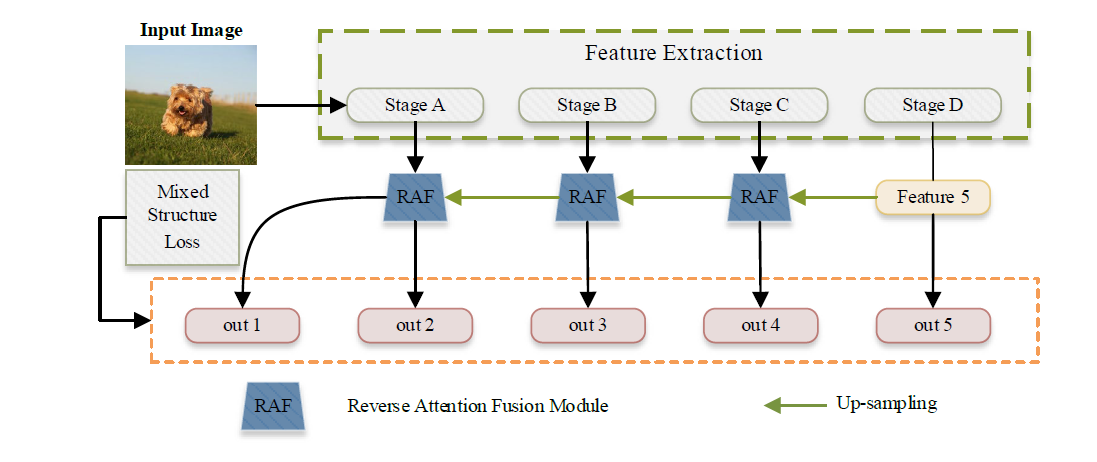 Input Image
Feature Extraction
Stage A
Stage B
Stage C
Stage D
RAF
RAF
RAF
Feature 5
Mixed
Structure
Loss
out 1
out 2
out 3
out 4
out 5
RAF
Reverse Attention Fusion Module
Up-sampling